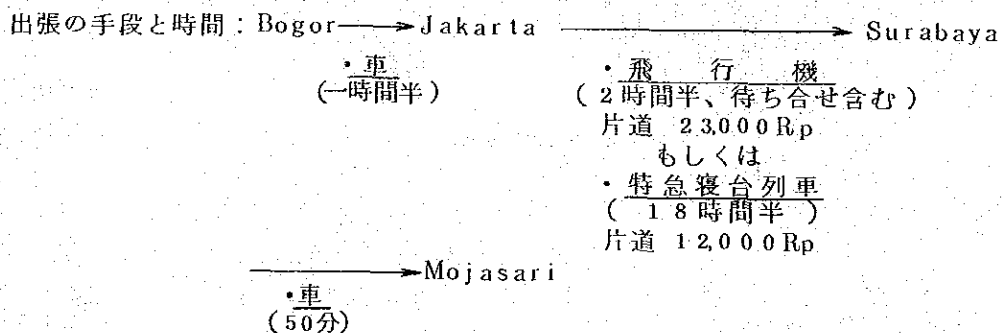 出張の手段と時間：Bogor→Jakarta → Surabaya
・車
(一時間半)
・飛行機
(2時間半、待ち合せ含む)
片道 23,000Rp
もしくは
・特急寝台列車
(18時間半)
片道 12,000Rp
→Mojasari
・車
(50分)